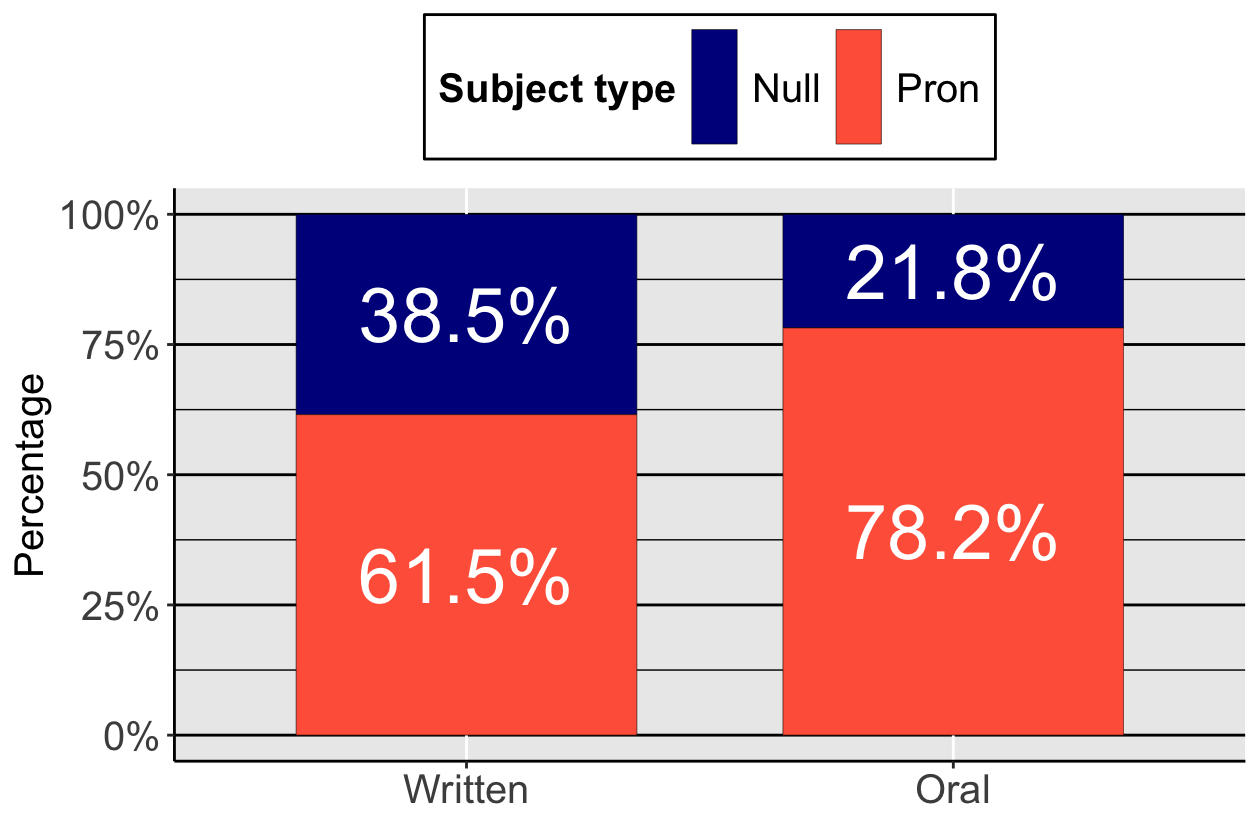 Subject type Null Pron
100%
75%
50%
25%
0%
Percentage
38.5%
21.8%
61.5%
78.2%
Written
Oral